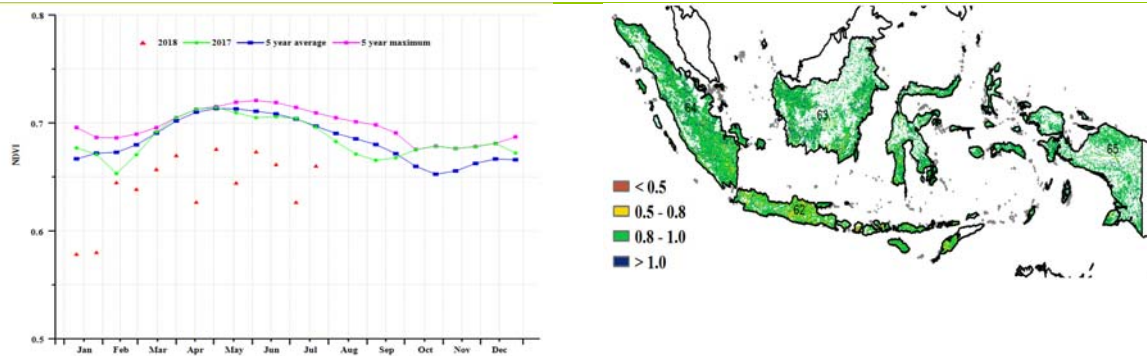 0.8
0.7
0.6
0.5
NDVI
2018 2017 5 year average 5 year maximum
Jan Feb Mar Apr May Jun Jul Aug Sep Oct Nov Dec
64
63
65
62
< 0.5
0.5 - 0.8
0.8 - 1.0
> 1.0